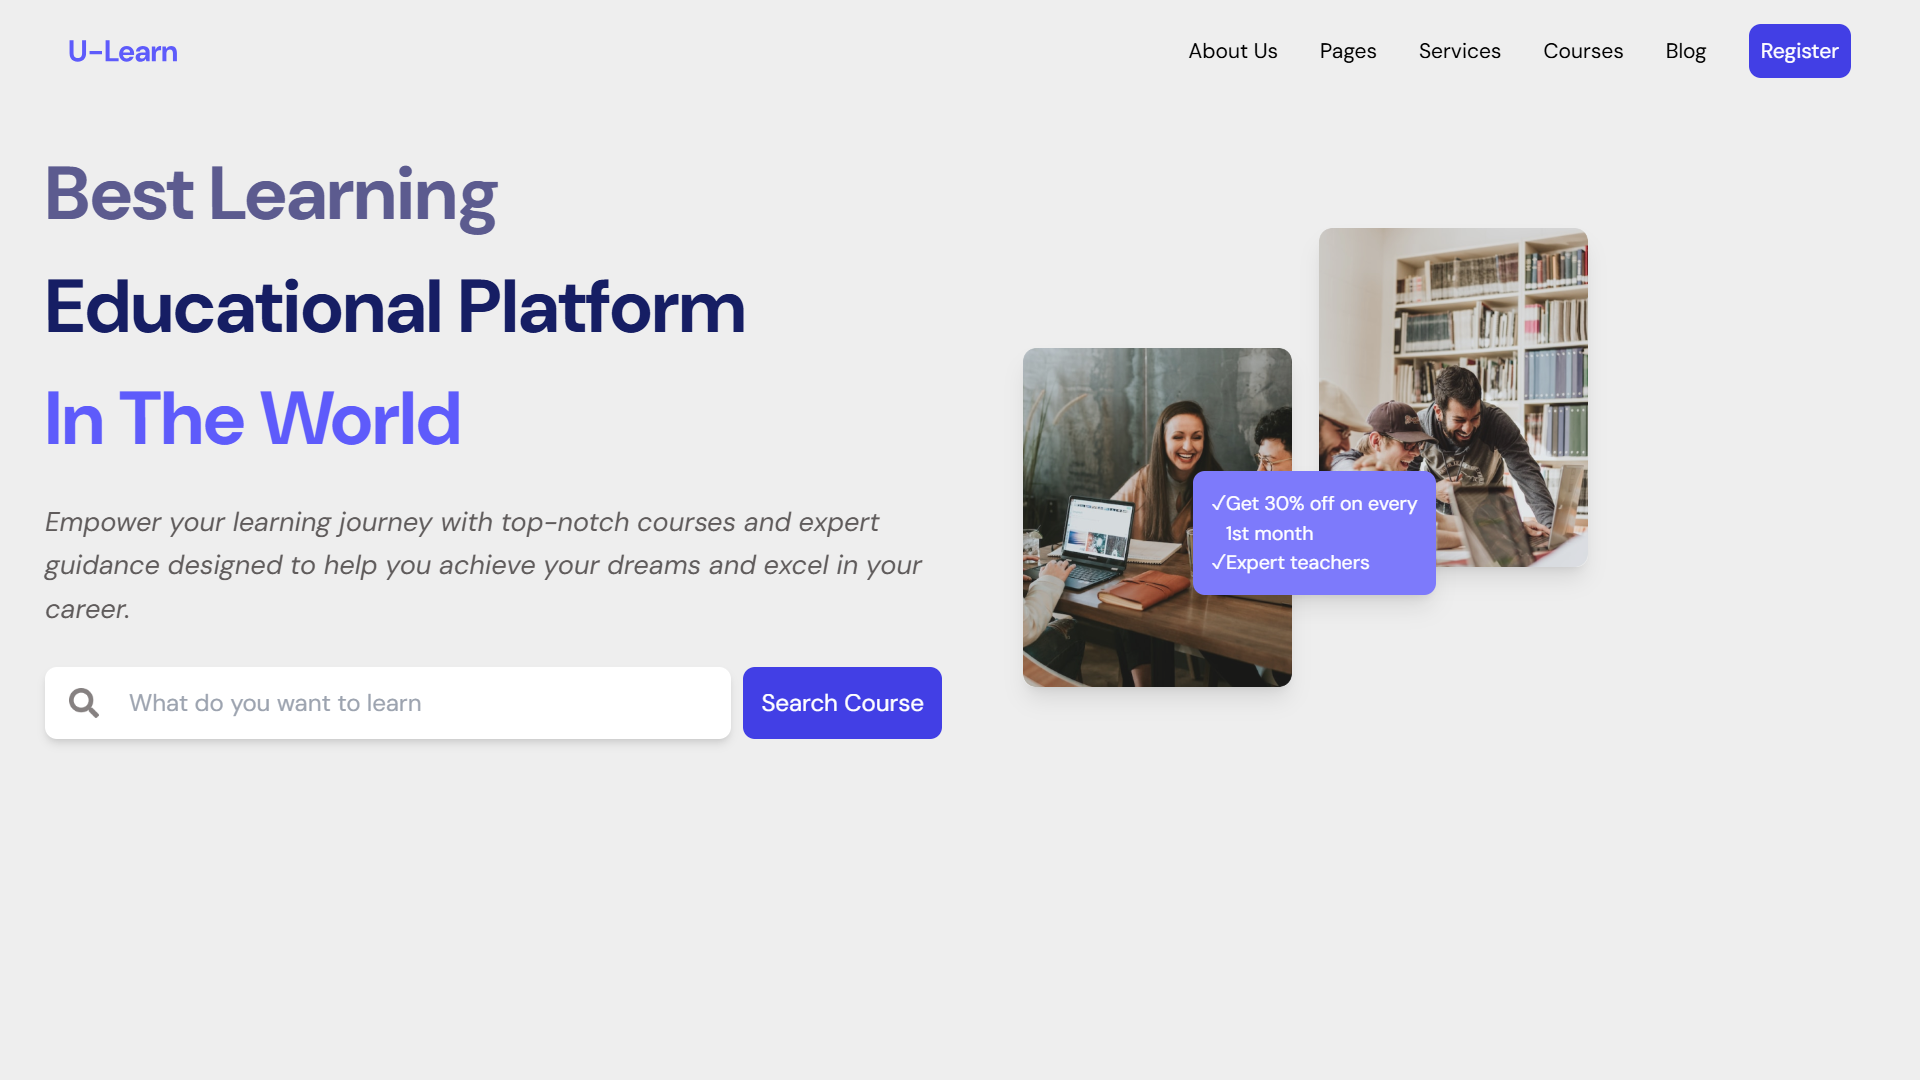 U-Learn
About Us
Pages
Services
Courses
Blog
Register
Best Learning
Educational Platform
In The World
Empower your learning journey with top-notch courses and expert
guidance designed to help you achieve your dreams and excel in your
career.
What do you want to learn
Search Course
✓Get 30% off on every
1st month
✓Expert teachers